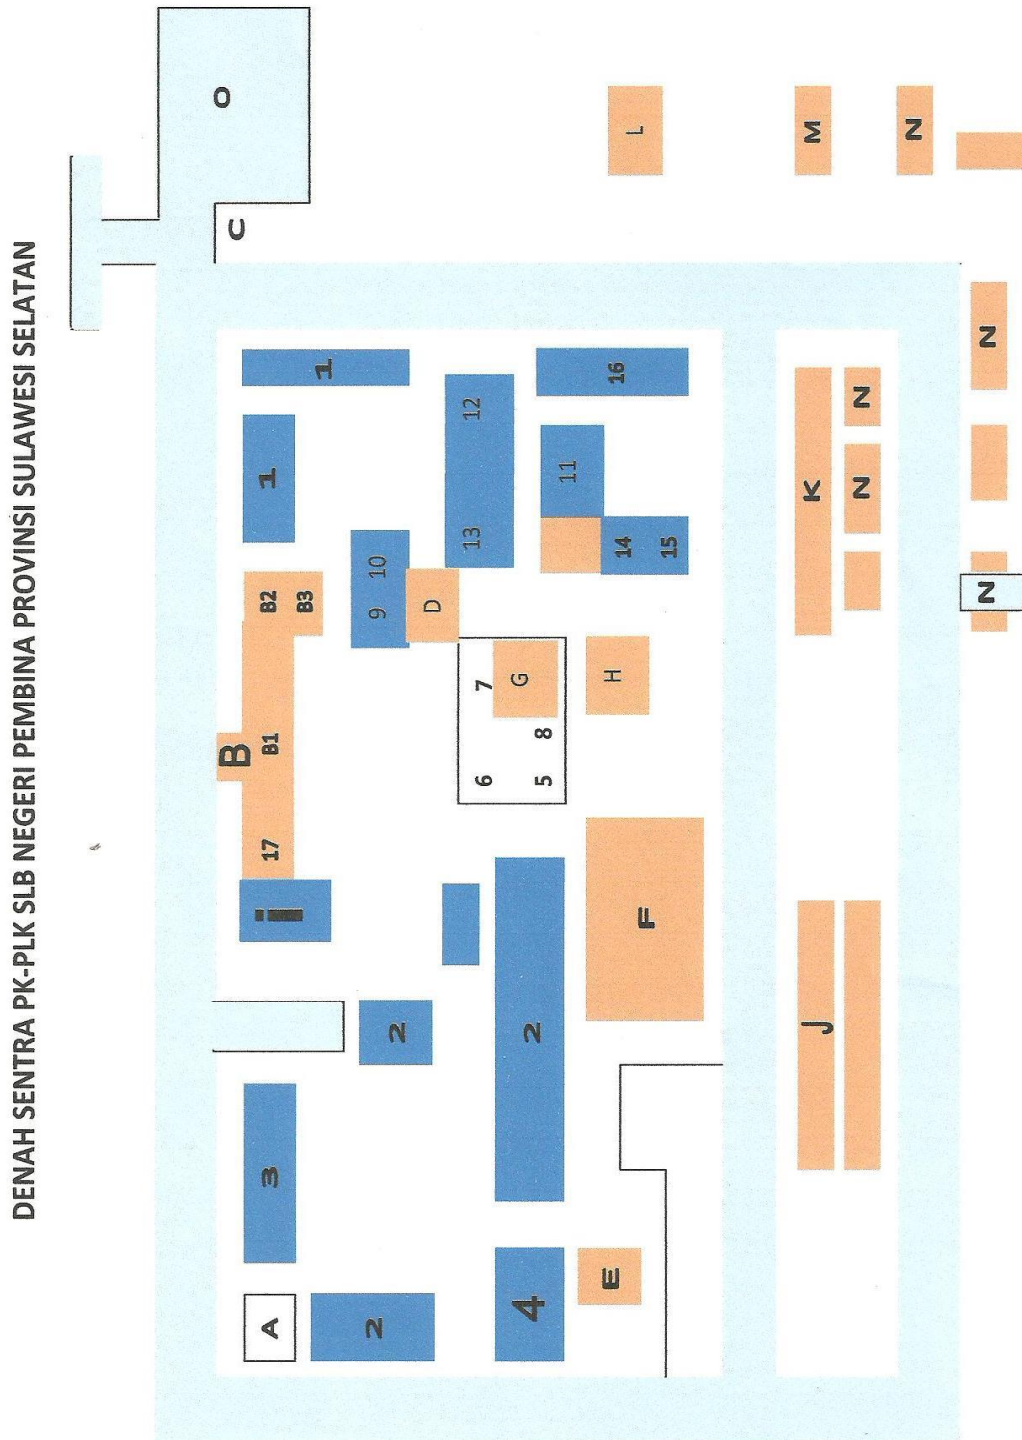 DENAH SENTRA PK-PLK SLB NEGERI PEMBINA PROVINSI SULAWESI SELATAN
O
B
C
A
3
i
17
B1
B2
1
B3
1
2
2
9
10
D
6
7
13
12
G
4
2
5
8
11
E
H
14
16
L
F
15
J
K
M
N
N
N
N
N